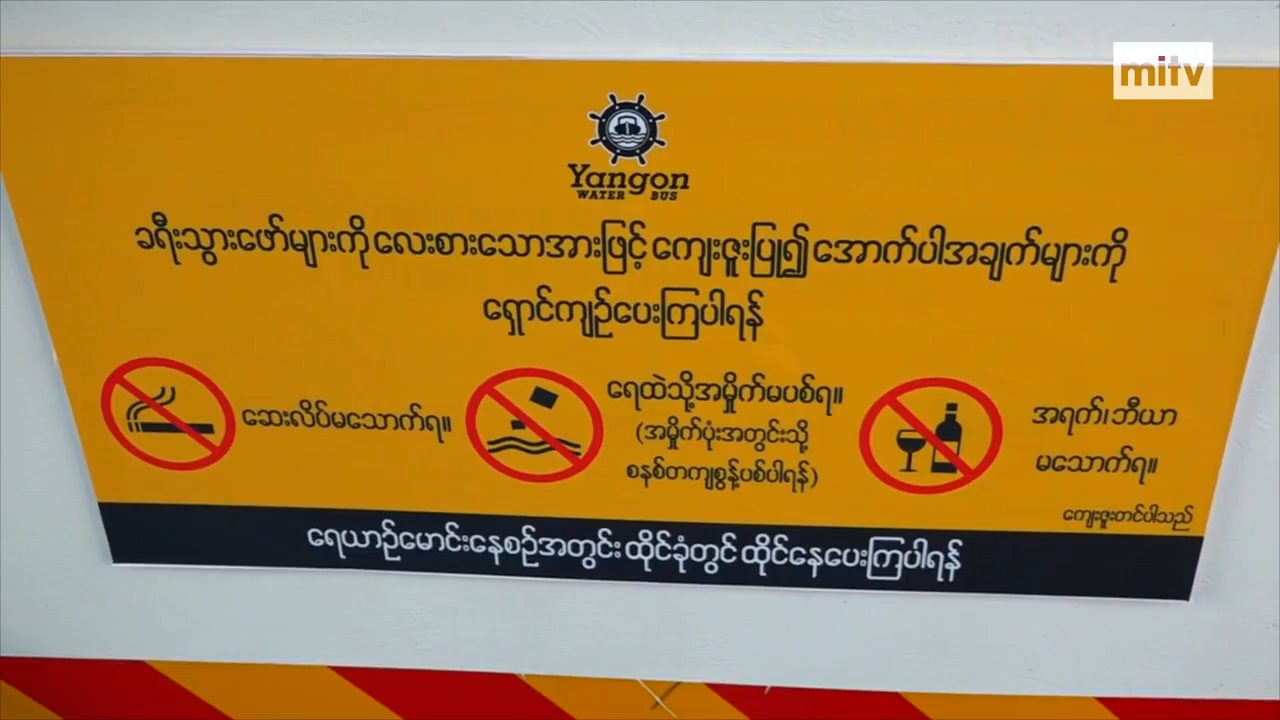 mitv
Yangon
WATER BUS
ခရီးသွားဖော်များကို လေးစားသောအားဖြင့် ကျေးဇူးပြု၍ အောက်ပါအချက်များကို
ရှောင်ကျဉ်ပေးကြပါရန်
ဆေးလိပ်မသောက်ရ။
ရေထဲသို့အမှိုက်မပစ်ရ။
(အမှိုက်ပုံးအတွင်းသို့
စနစ်တကျစွန့်ပစ်ပါရန်)
အရက်၊ဘီယာ
မသောက်ရ။
ကျေးဇူးတင်ပါသည်
ရေယာဉ်မောင်းနေစဉ်အတွင်း ထိုင်ခုံတွင် ထိုင်နေပေးကြပါရန်